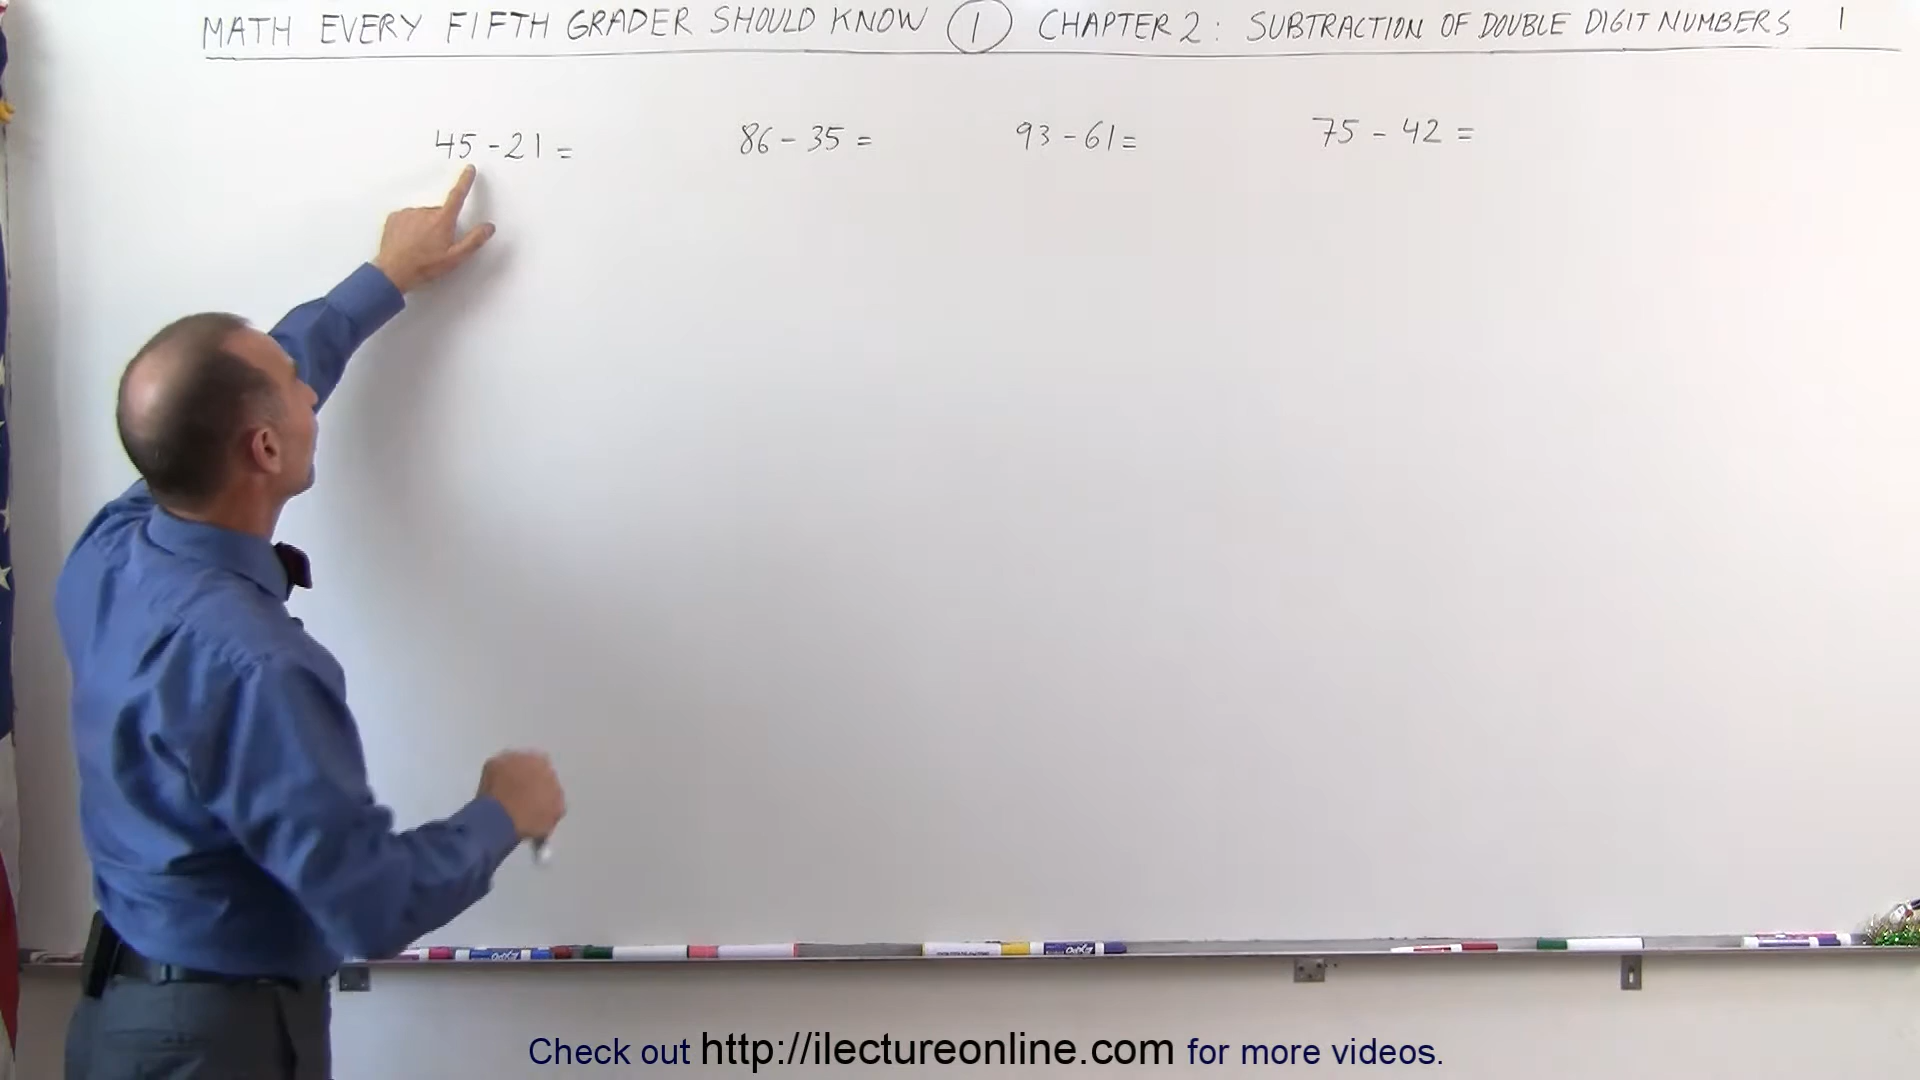 MATH EVERY FIFTH GRADER SHOULD KNOW 1 CHAPTER 2: SUBTRACTION OF DOUBLE DIGIT NUMBERS 1
45 - 21 = 86 - 35 = 93 - 61 = 75 - 42 =
Check out http://ilectureonline.com for more videos.